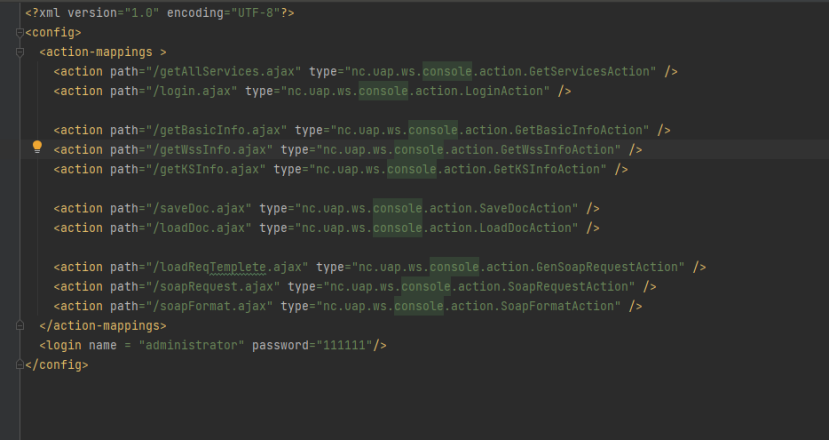 <?xml version="1.0" encoding="UTF-8"?>
<config>
<action-mappings >
<action path="/getAllServices.ajax" type="nc.uap.ws.console.action.GetServicesAction" />
<action path="/login.ajax" type="nc.uap.ws.console.action.LoginAction" />
<action path="/getBasicInfo.ajax" type="nc.uap.ws.console.action.GetBasicInfoAction" />
<action path="/getWssInfo.ajax" type="nc.uap.ws.console.action.GetWssInfoAction" />
<action path="/getKSInfo.ajax" type="nc.uap.ws.console.action.GetKSInfoAction" />
<action path="/saveDoc.ajax" type="nc.uap.ws.console.action.SaveDocAction" />
<action path="/loadDoc.ajax" type="nc.uap.ws.console.action.LoadDocAction" />
<action path="/loadReqTemplete.ajax" type="nc.uap.ws.console.action.GenSoapRequestAction" />
<action path="/soapRequest.ajax" type="nc.uap.ws.console.action.SoapRequestAction" />
<action path="/soapFormat.ajax" type="nc.uap.ws.console.action.SoapFormatAction" />
</action-mappings>
<login name = "administrator" password="111111"/>
</config>